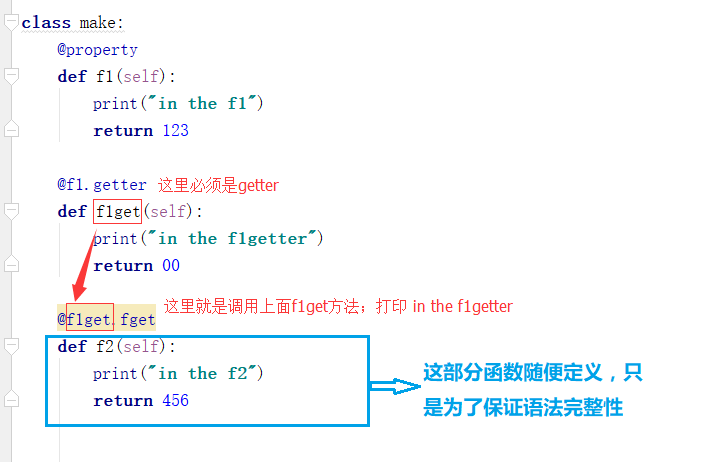 class make:
@property
def f1(self):
print("in the f1")
return 123
@f1.getter 这里必须是getter
def f1get(self):
print("in the f1getter")
return 00
@f1get.fget 这里就是调用上面f1get方法；打印 in the f1getter
def f2(self):
print("in the f2")
return 456
这部分函数随便定义，只
是为了保证语法完整性